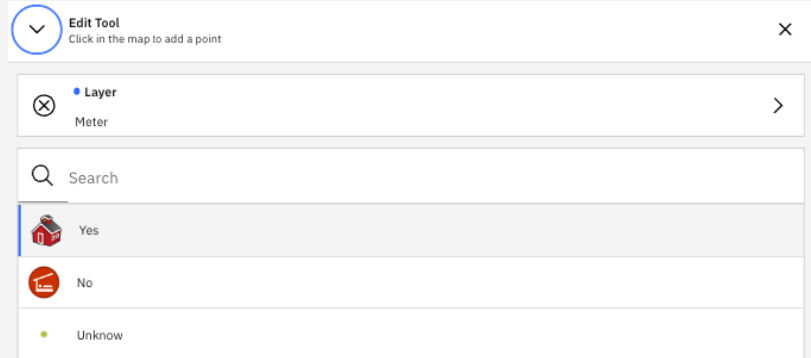 Edit Tool
Click in the map to add a point
Layer
Meter
Search
Yes
No
Unknow